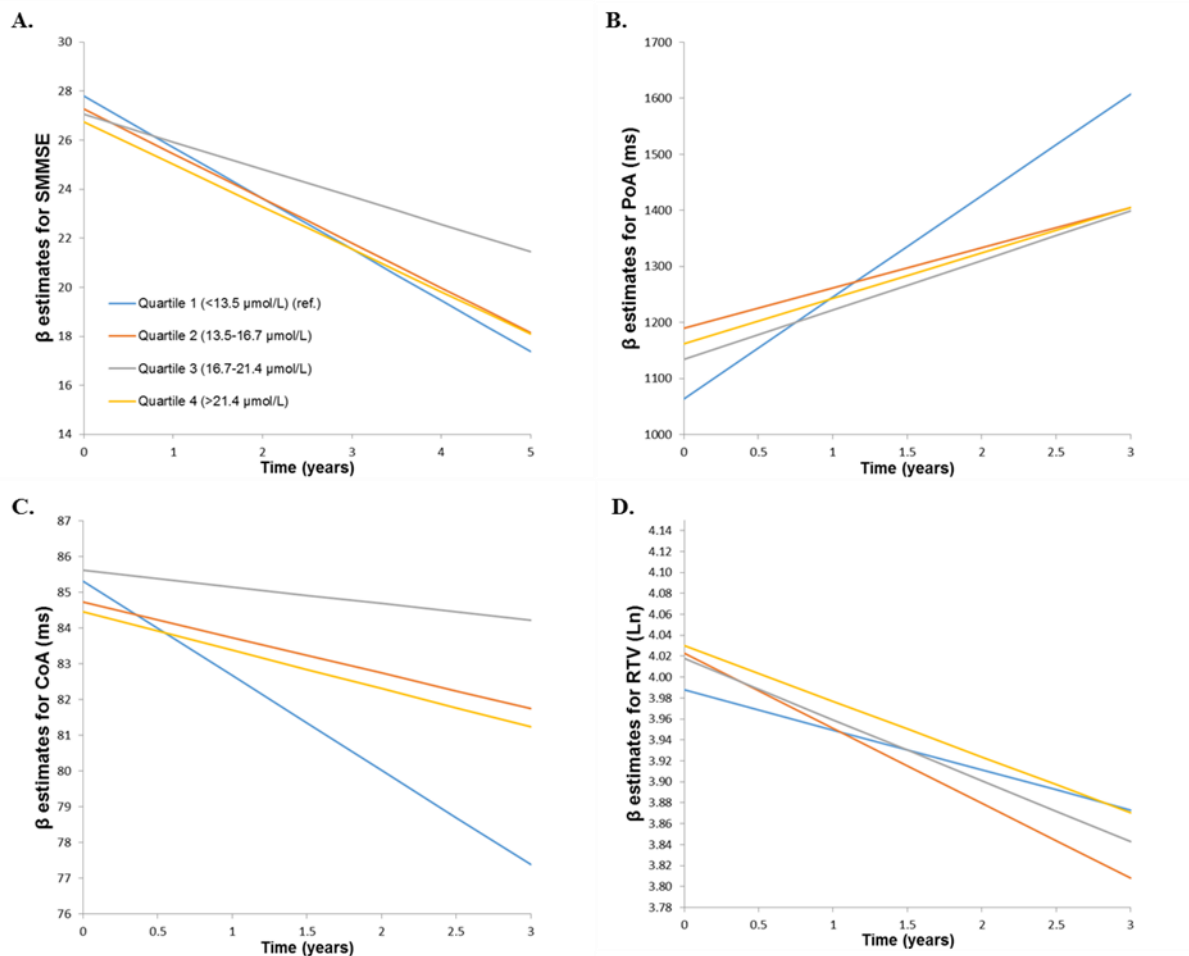 A.
30
28
26
24
22
20
18
16
14
β estimates for SMMSE
Quartile 1 (<13.5 μmol/L) (ref.)
Quartile 2 (13.5-16.7 μmol/L)
Quartile 3 (16.7-21.4 μmol/L)
Quartile 4 (>21.4 μmol/L)
0 1 2 3 4 5
Time (years)
B.
1700
1600
1500
1400
1300
1200
1100
1000
β estimates for PoA (ms)
0 0.5 1 1.5 2 2.5 3
Time (years)
C.
87
86
85
84
83
82
81
80
79
78
77
76
β estimates for CoA (ms)
0 0.5 1 1.5 2 2.5 3
Time (years)
D.
4.14
4.12
4.10
4.08
4.06
4.04
4.02
4.00
3.98
3.96
3.94
3.92
3.90
3.88
3.86
3.84
3.82
3.80
3.78
β estimates for RTV (Ln)
0 0.5 1 1.5 2 2.5 3
Time (years)